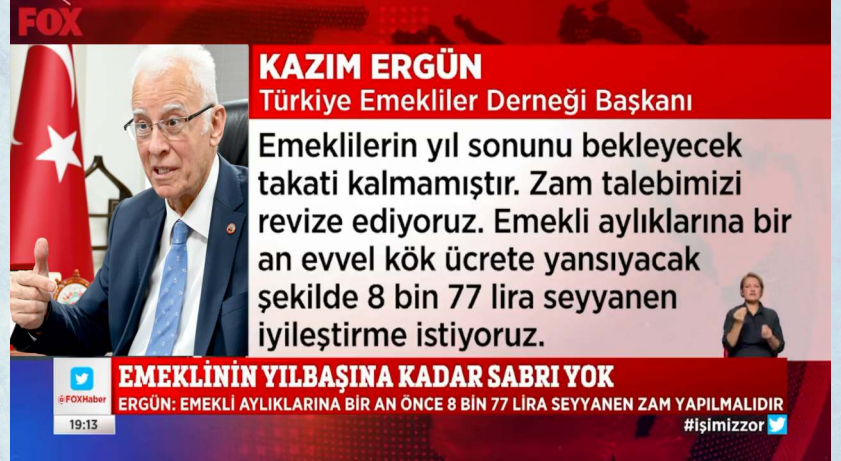 FOX
KAZIM ERGÜN
Türkiye Emekliler Derneği Başkanı
Emeklilerin yıl sonunu bekleyecek
takati kalmamıştır. Zam talebimizi
revize ediyoruz. Emekli aylıklarına bir
an evvel kök ücrete yansıyacak
şekilde 8 bin 77 lira seyyanen
iyileştirme istiyoruz.
@FOXHaber
EMEKLİNİN YILBAŞINA KADAR SABRI YOK
ERGÜN: EMEKLİ AYLIKLARINA BİR AN ÖNCE 8 BİN 77 LİRA SEYYANEN ZAM YAPILMALIDIR
19:13
#işimizzor